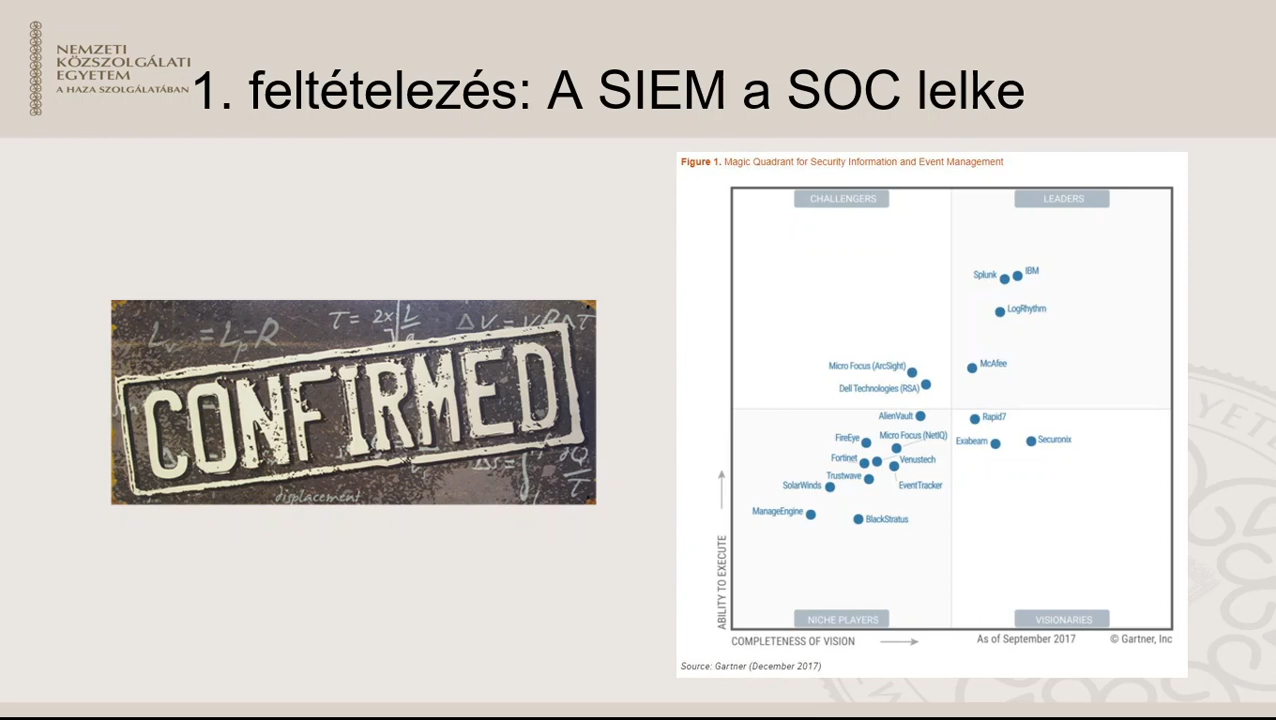 NEMZETI
KÖZSZOLGÁLATI
EGYETEM
A HAZA SZOLGÁLATÁBAN
1. feltételezés: A SIEM a SOC lelke
CONFIRMED
displacement
Figure 1. Magic Quadrant for Security Information and Event Management
CHALLENGERS
LEADERS
Splunk
IBM
LogRhythm
Micro Focus (ArcSight)
McAfee
Dell Technologies (RSA)
AlienVault
Rapid7
FireEye
Micro Focus (NetIQ)
Exabeam
Securonix
Fortinet
Venustech
Trustwave
SolarWinds
EventTracker
ManageEngine
BlackStratus
ABILITY TO EXECUTE
NICHE PLAYERS
VISIONARIES
COMPLETENESS OF VISION
As of September 2017
© Gartner, Inc
Source: Gartner (December 2017)